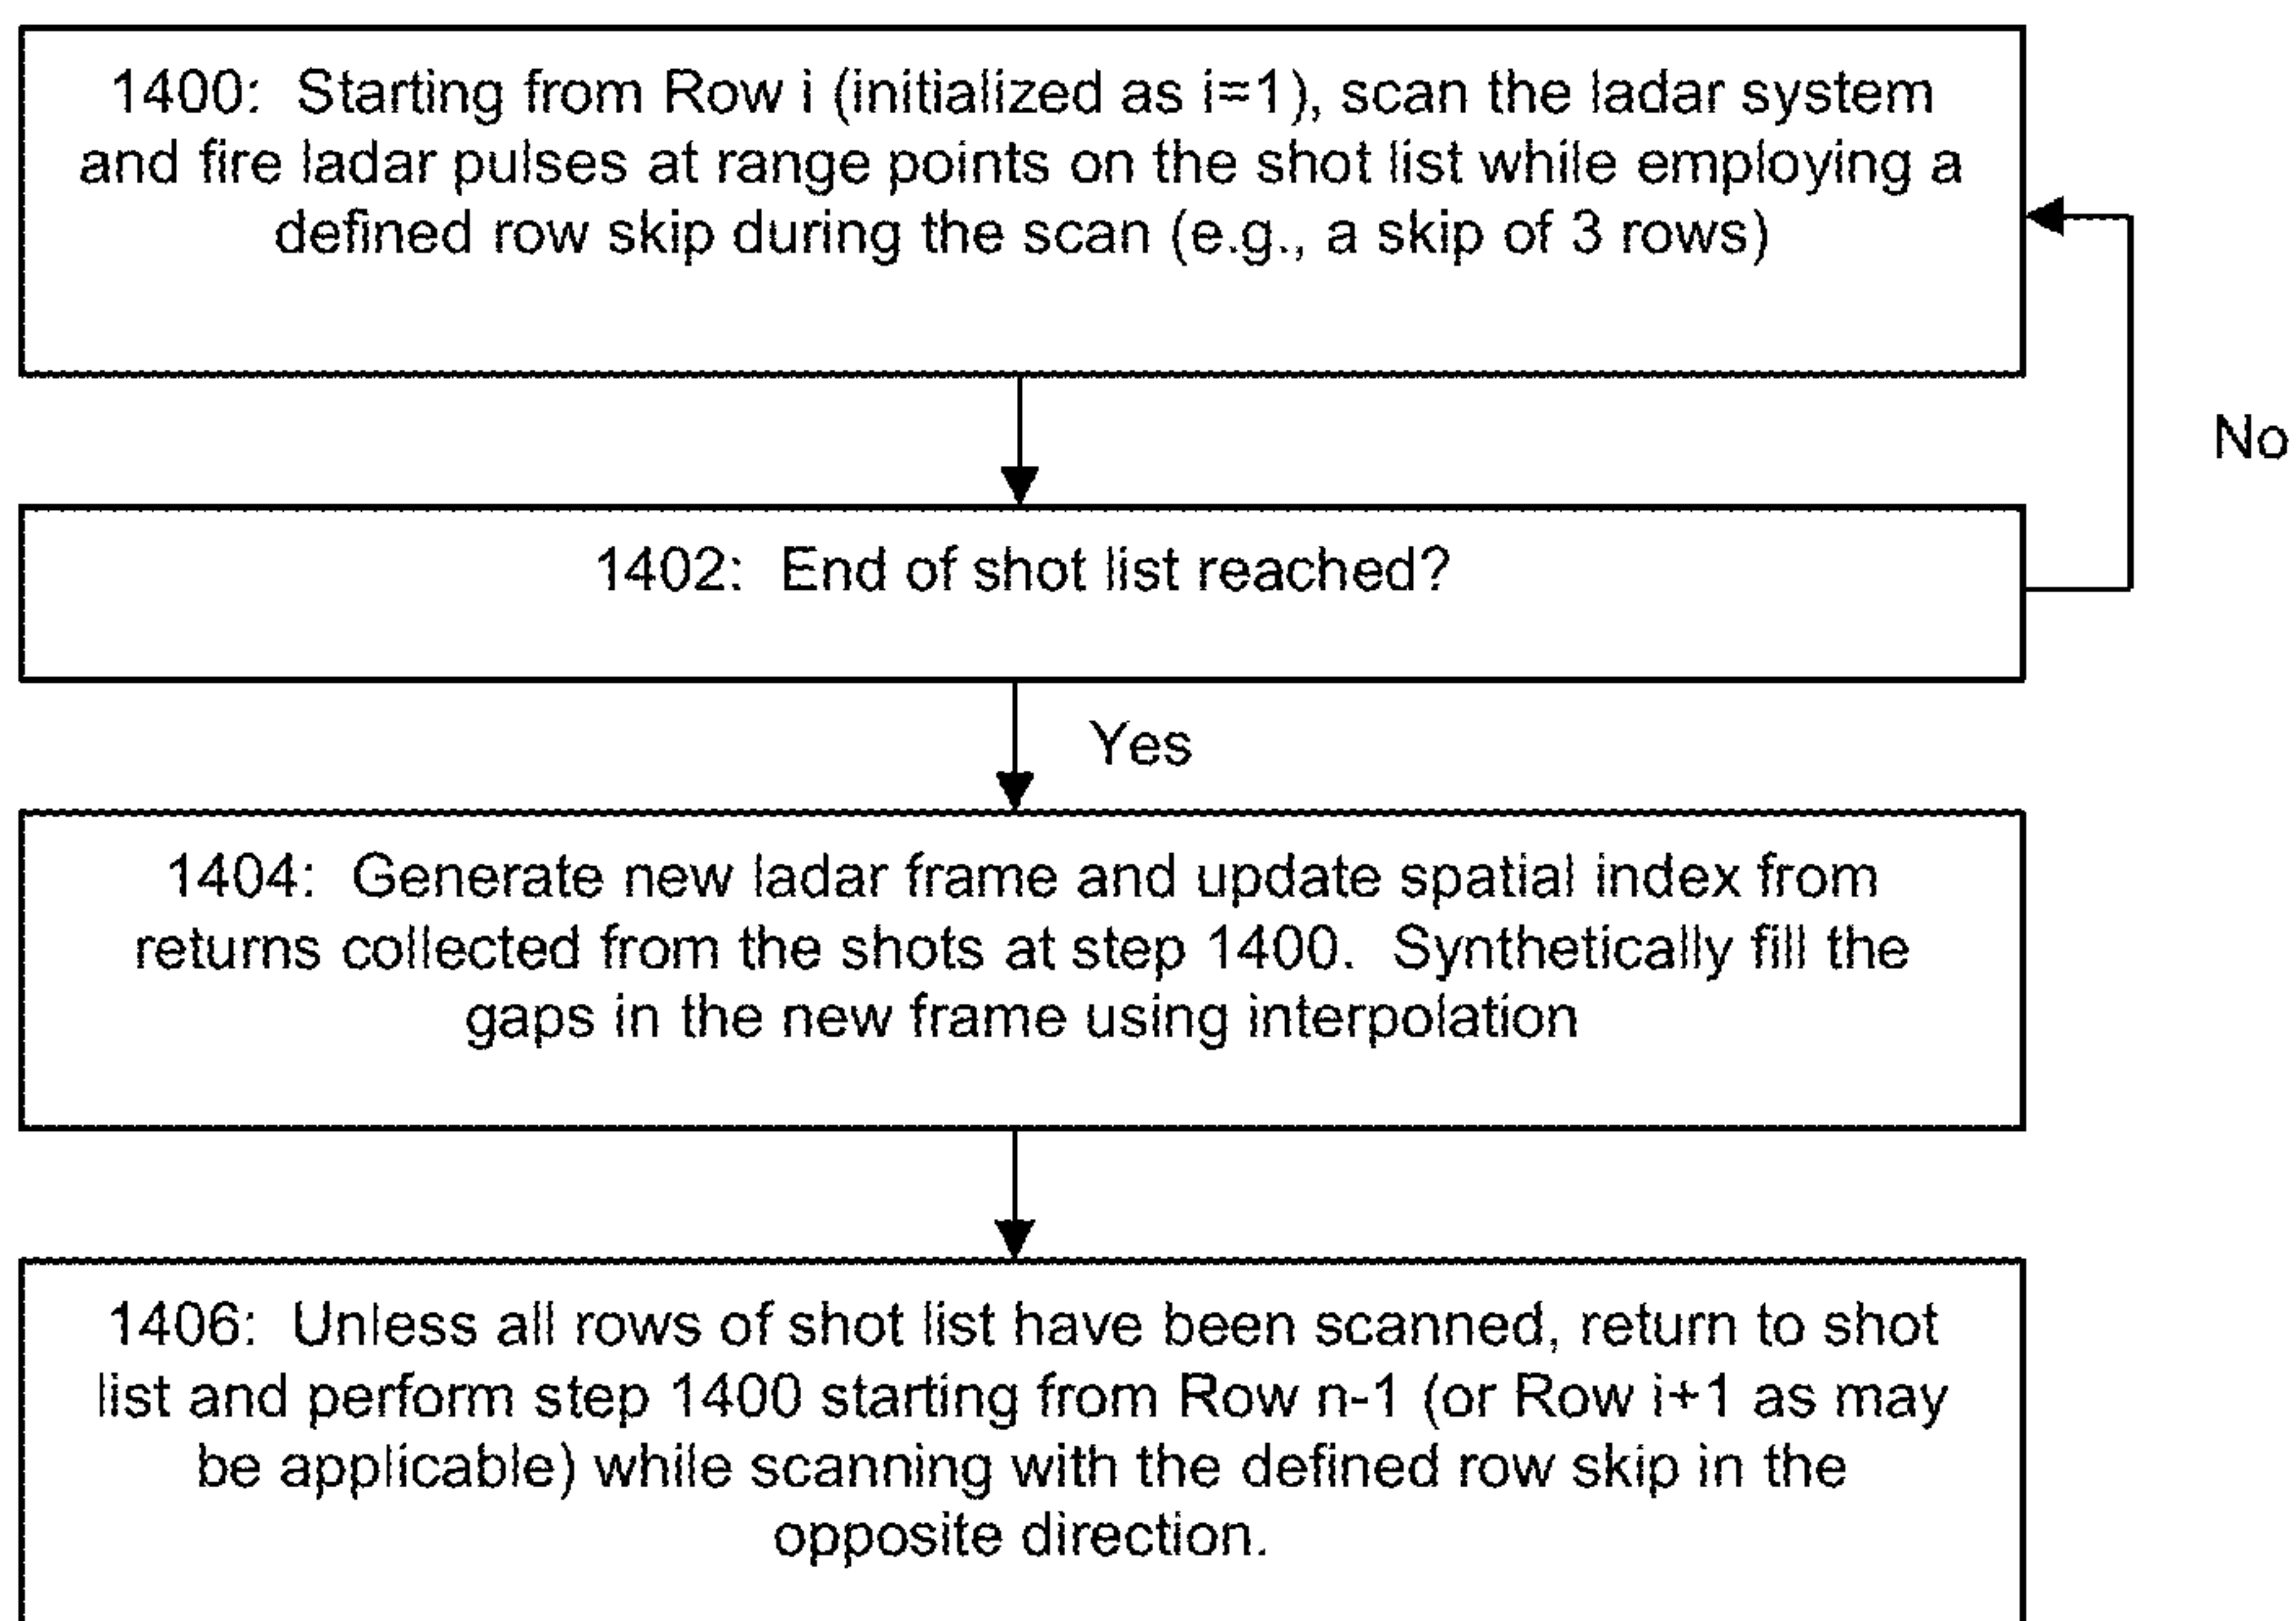 1400: Starting from Row i (initialized as i=1), scan the ladar system
and fire ladar pulses at range points on the shot list while employing a
defined row skip during the scan (e.g., a skip of 3 rows)
No
1402: End of shot list reached?
Yes
1404: Generate new ladar frame and update spatial index from
returns collected from the shots at step 1400. Synthetically fill the
gaps in the new frame using interpolation
1406: Unless all rows of shot list have been scanned, return to shot
list and perform step 1400 starting from Row n-1 (or Row i+1 as may
be applicable) while scanning with the defined row skip in the
opposite direction.